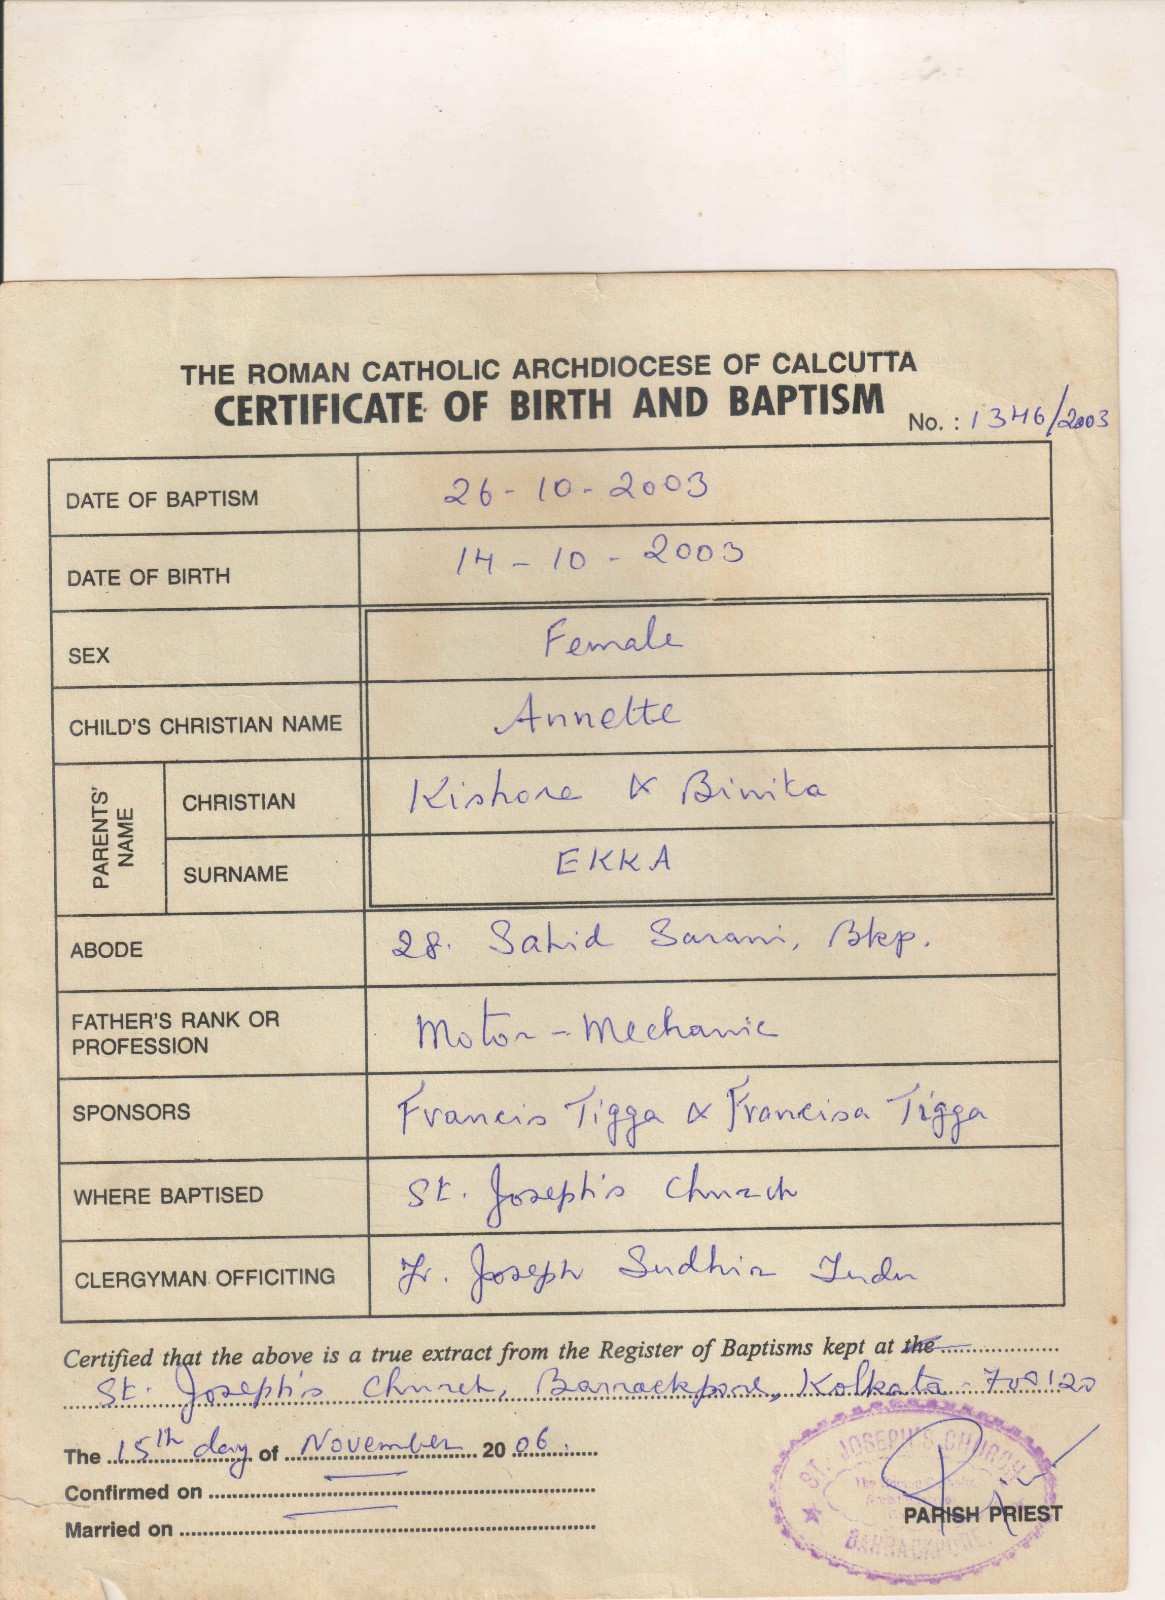 THE ROMAN CATHOLIC ARCHDIOCESE OF CALCUTTA
CERTIFICATE OF BIRTH AND BAPTISM
No. : 1346/2003
DATE OF BAPTISM 26-10-2003
DATE OF BIRTH 14-10-2003
SEX Female
CHILD'S CHRISTIAN NAME Annette
PARENTS' NAME
CHRISTIAN Kishore & Binita
SURNAME EKKA
ABODE 28. Sahid Sarani, Bkp.
FATHER'S RANK OR PROFESSION Motor-Mechanic
SPONSORS Francis Tigga & Francisa Tigga
WHERE BAPTISED St. Joseph's Church
CLERGYMAN OFFICITING Fr. Joseph Sudhir Tudu
Certified that the above is a true extract from the Register of Baptisms kept at the
St. Joseph's Church, Barrackpore, Kolkata - 700120
The 15th day of November 2006.
Confirmed on
Married on
PARISH PRIEST
ST. JOSEPH'S CHURCH
BARRACKPORE